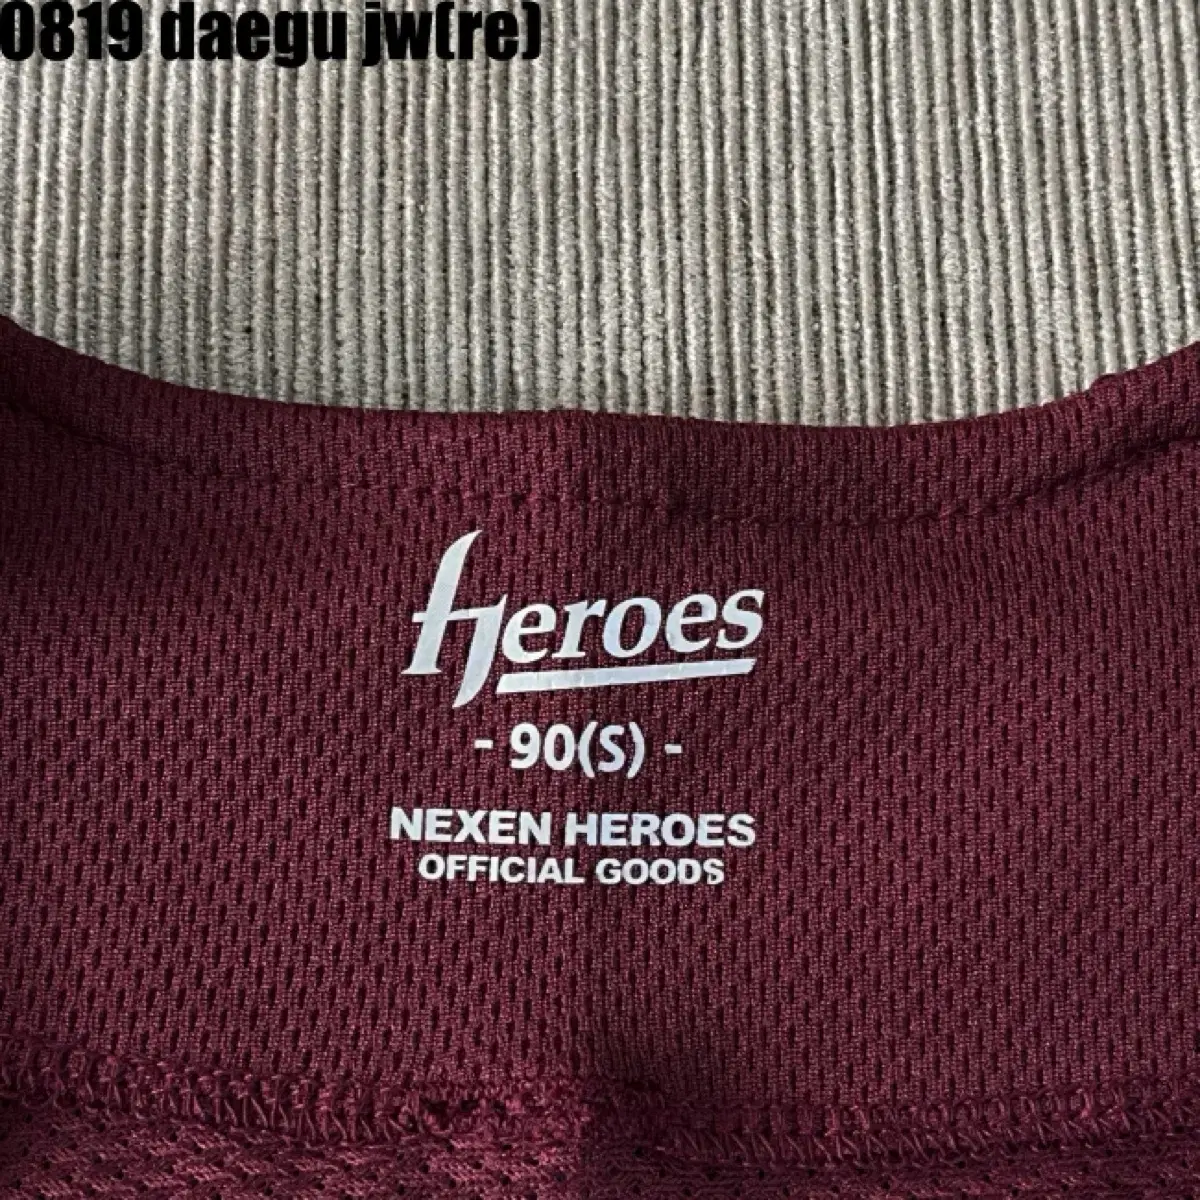 0819 daegu jw(re)
heroes
- 90(S) -
NEXEN HEROES
OFFICIAL GOODS